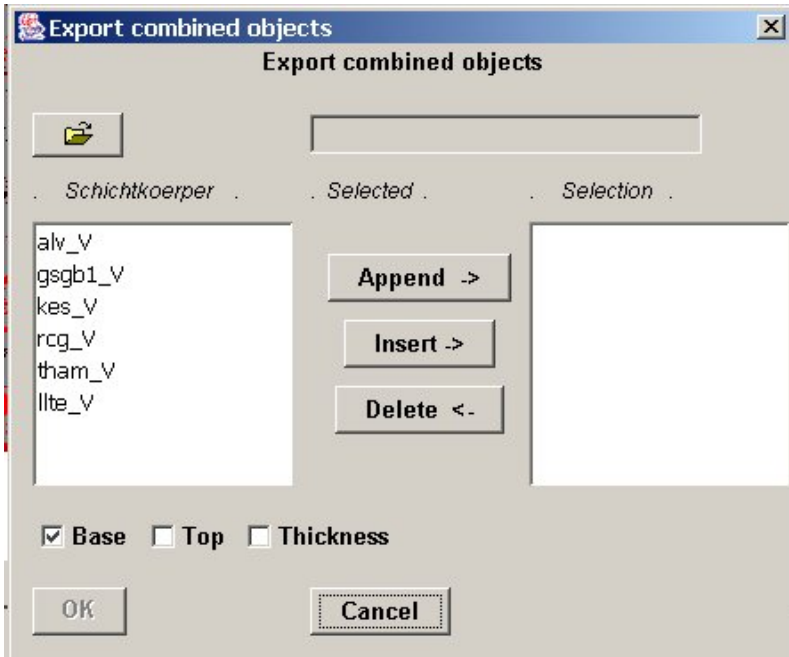 Export combined objects
Export combined objects
. Schichtkoerper .
. Selected .
. Selection .
alv_V
gsgb1_V
kes_V
rcg_V
tham_V
llte_V
Append ->
Insert ->
Delete <-
Base
Top
Thickness
OK
Cancel